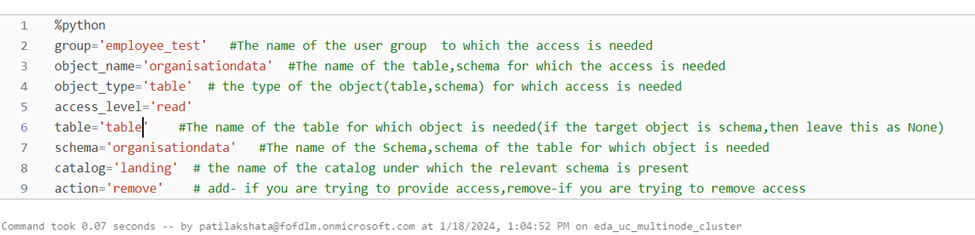 1 %python
2 group='employee_test' #The name of the user group to which the access is needed
3 object_name='organisationdata' #The name of the table,schema for which the access is needed
4 object_type='table' # the type of the object(table,schema) for which access is needed
5 access_level='read'
6 table='table' #The name of the table for which object is needed(if the target object is schema,then leave this as None)
7 schema='organisationdata' #The name of the Schema,schema of the table for which object is needed
8 catalog='landing' # the name of the catalog under which the relevant schema is present
9 action='remove' # add- if you are trying to provide access,remove-if you are trying to remove access
Command took 0.07 seconds -- by patilakshata@fofdlm.onmicrosoft.com at 1/18/2024, 1:04:52 PM on eda_uc_multinode_cluster